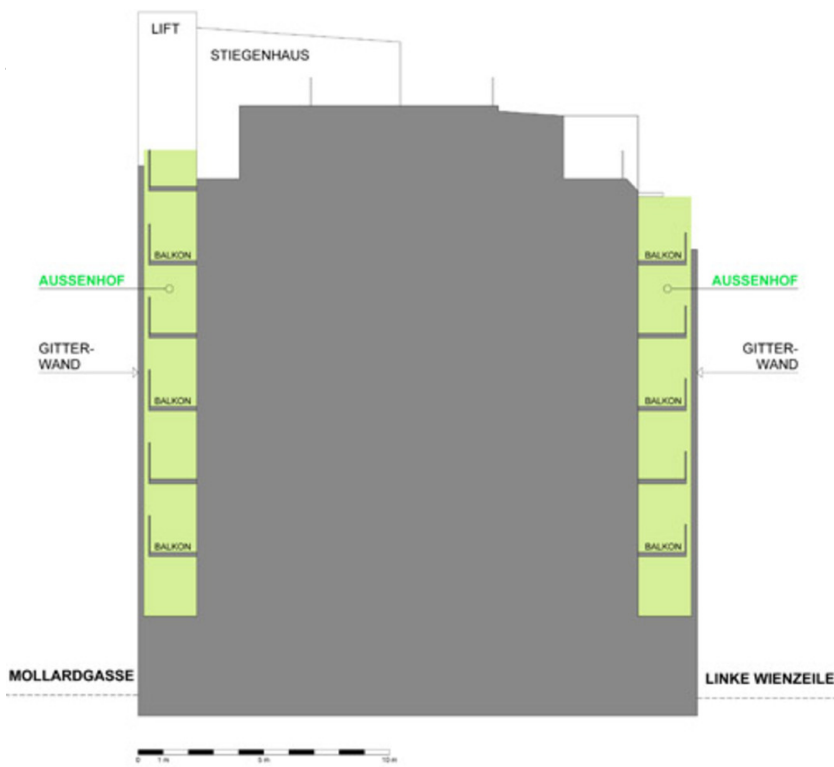 LIFT
STIEGENHAUS
BALKON
BALKON
AUSSENHOF
AUSSENHOF
GITTER-
WAND
GITTER-
WAND
BALKON
BALKON
BALKON
BALKON
MOLLARDGASSE
LINKE WIENZEILE
0 1 m 5 m 10 m